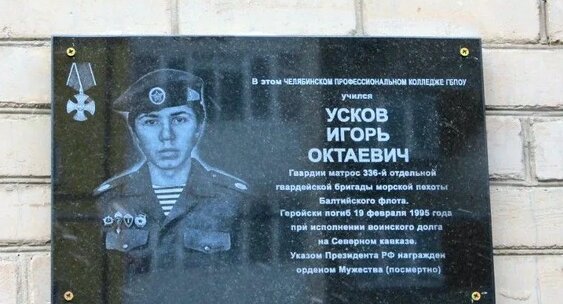 В этом ЧЕЛЯБИНСКОМ ПРОФЕССИОНАЛЬНОМ КОЛЛЕДЖЕ ГБПОУ
учился
УСКОВ
ИГОРЬ
ОКТАЕВИЧ
Гвардии матрос 336-й отдельной
гвардейской бригады морской пехоты
Балтийского флота.
Геройски погиб 19 февраля 1995 года
при исполнении воинского долга
на Северном кавказе.
Указом Президента РФ награжден
орденом Мужества (посмертно)